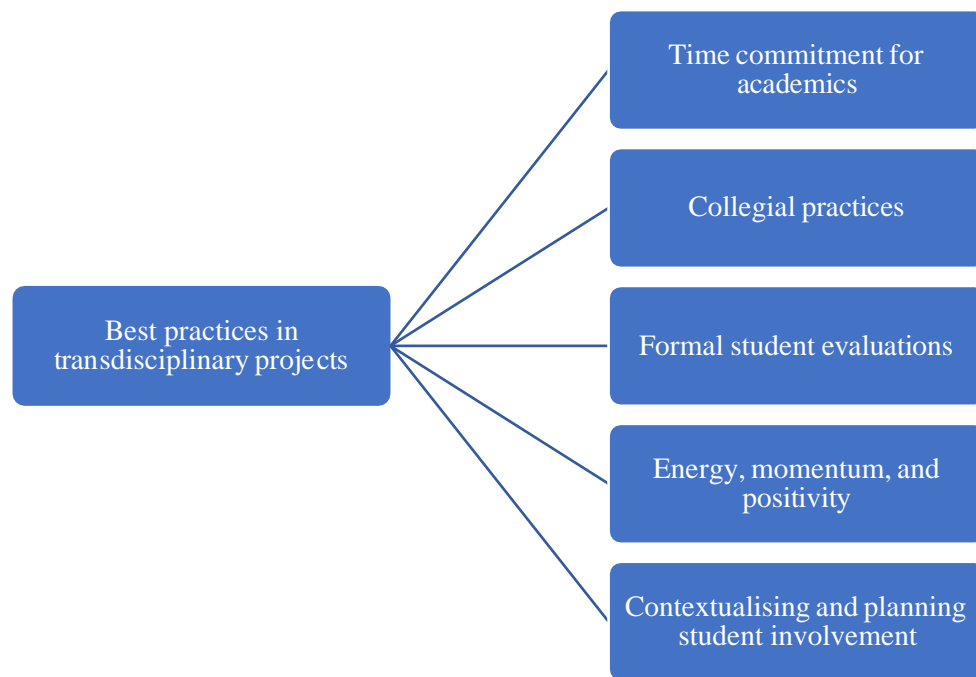 Time commitment for
academics
Collegial practices
Best practices in
transdisciplinary projects
Formal student evaluations
Energy, momentum, and
positivity
Contextualising and planning
student involvement